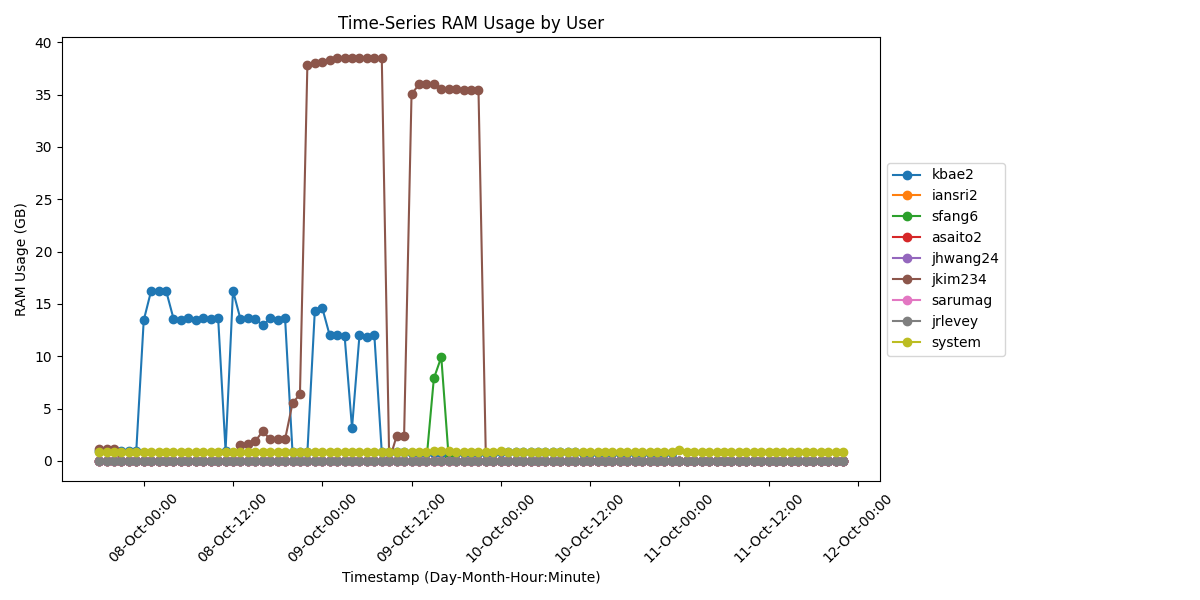 Time-Series RAM Usage by User
RAM Usage (GB)
40
35
30
25
20
15
10
5
0
08-Oct-00:00
08-Oct-12:00
09-Oct-00:00
09-Oct-12:00
10-Oct-00:00
10-Oct-12:00
11-Oct-00:00
11-Oct-12:00
12-Oct-00:00
Timestamp (Day-Month-Hour:Minute)
kbae2
iansri2
sfang6
asaito2
jhwang24
jkim234
sarumag
jrlevey
system